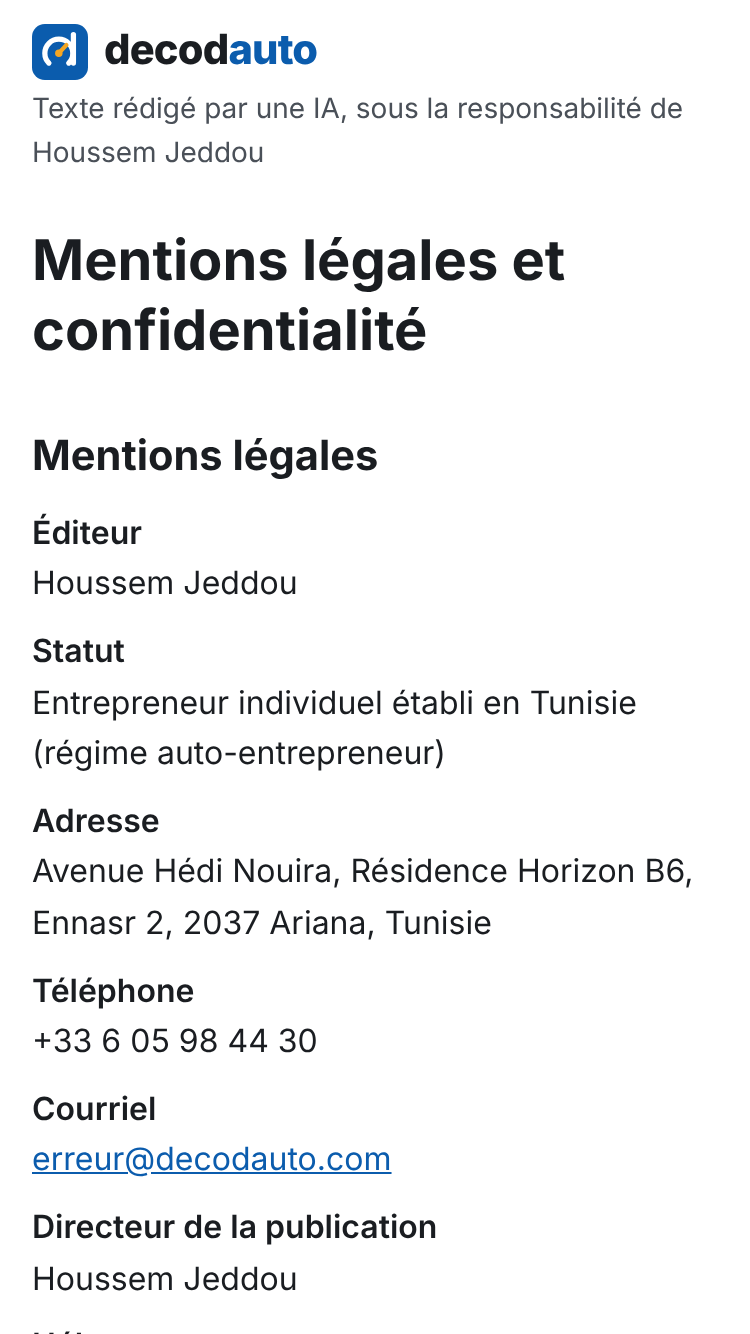 decodauto
Texte rédigé par une IA, sous la responsabilité de
Houssem Jeddou
Mentions légales et
confidentialité
Mentions légales
Éditeur
Houssem Jeddou
Statut
Entrepreneur individuel établi en Tunisie
(régime auto-entrepreneur)
Adresse
Avenue Hédi Nouira, Résidence Horizon B6,
Ennasr 2, 2037 Ariana, Tunisie
Téléphone
+33 6 05 98 44 30
Courriel
erreur@decodauto.com
Directeur de la publication
Houssem Jeddou